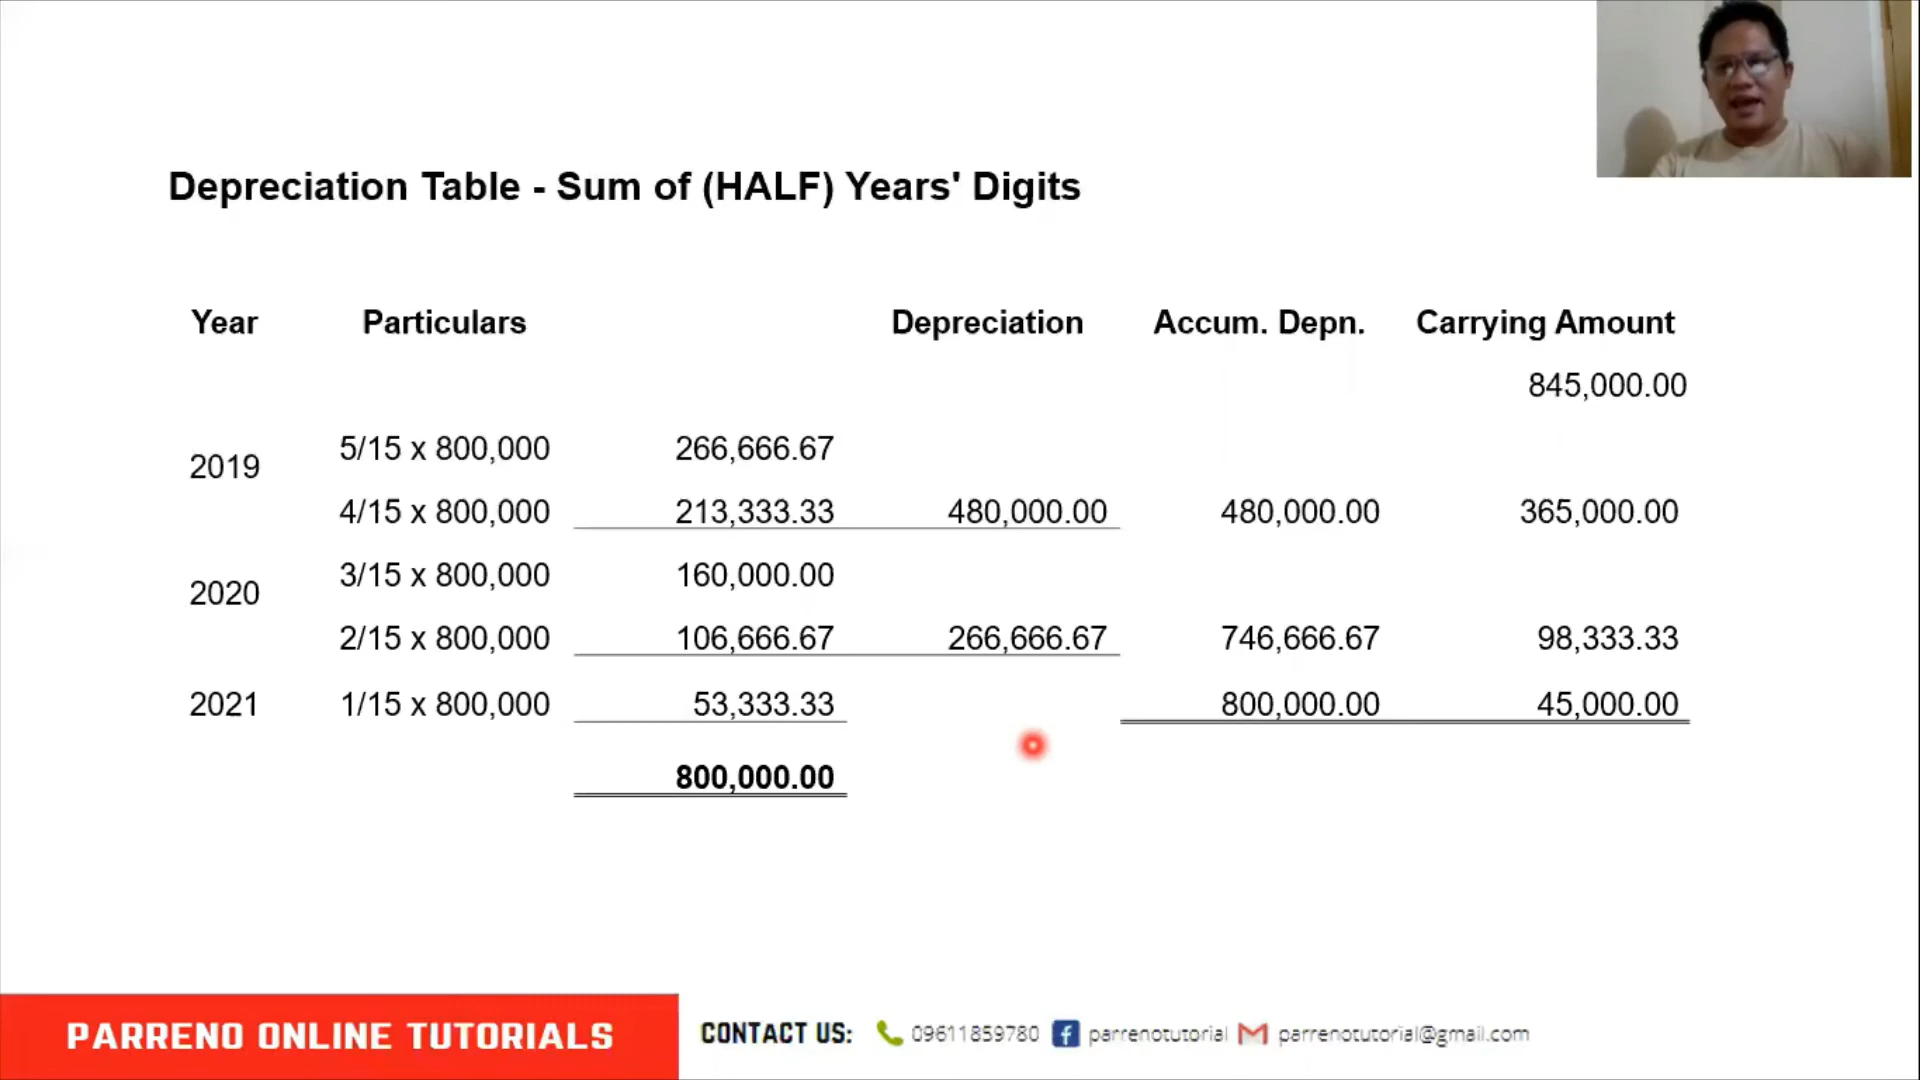 Depreciation Table - Sum of (HALF) Years' Digits
Year Particulars Depreciation Accum. Depn. Carrying Amount
845,000.00
2019
5/15 x 800,000 266,666.67
4/15 x 800,000 213,333.33 480,000.00 480,000.00 365,000.00
2020
3/15 x 800,000 160,000.00
2/15 x 800,000 106,666.67 266,666.67 746,666.67 98,333.33
2021 1/15 x 800,000 53,333.33 800,000.00 45,000.00
800,000.00
PARRENO ONLINE TUTORIALS CONTACT US: 09611859780 parrenotutorial parrenotutorial@gmail.com